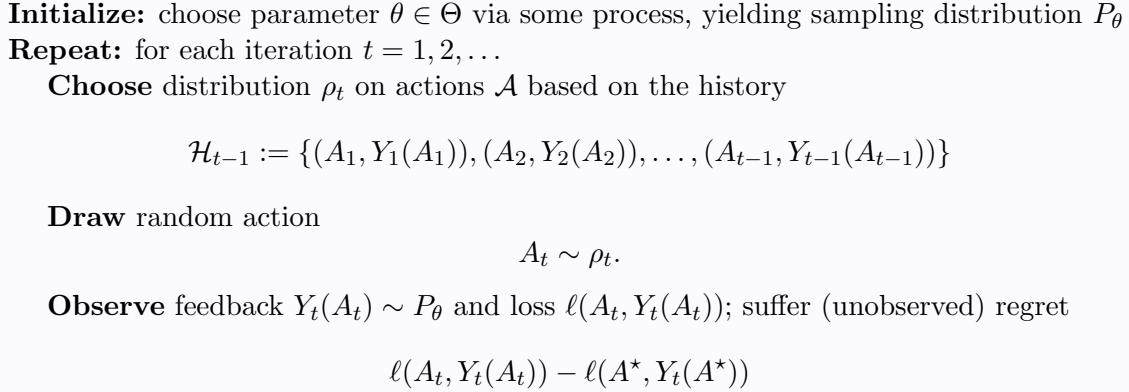 Initialize: choose parameter θ ∈ Θ via some process, yielding sampling distribution P_θ
Repeat: for each iteration t = 1, 2, . . .
Choose distribution ρ_t on actions 𝒜 based on the history
ℋ_{t−1} := {(A_1, Y_1(A_1)), (A_2, Y_2(A_2)), . . . , (A_{t−1}, Y_{t−1}(A_{t−1}))}
Draw random action
A_t ∼ ρ_t.
Observe feedback Y_t(A_t) ∼ P_θ and loss ℓ(A_t, Y_t(A_t)); suffer (unobserved) regret
ℓ(A_t, Y_t(A_t)) − ℓ(A^⋆, Y_t(A^⋆))